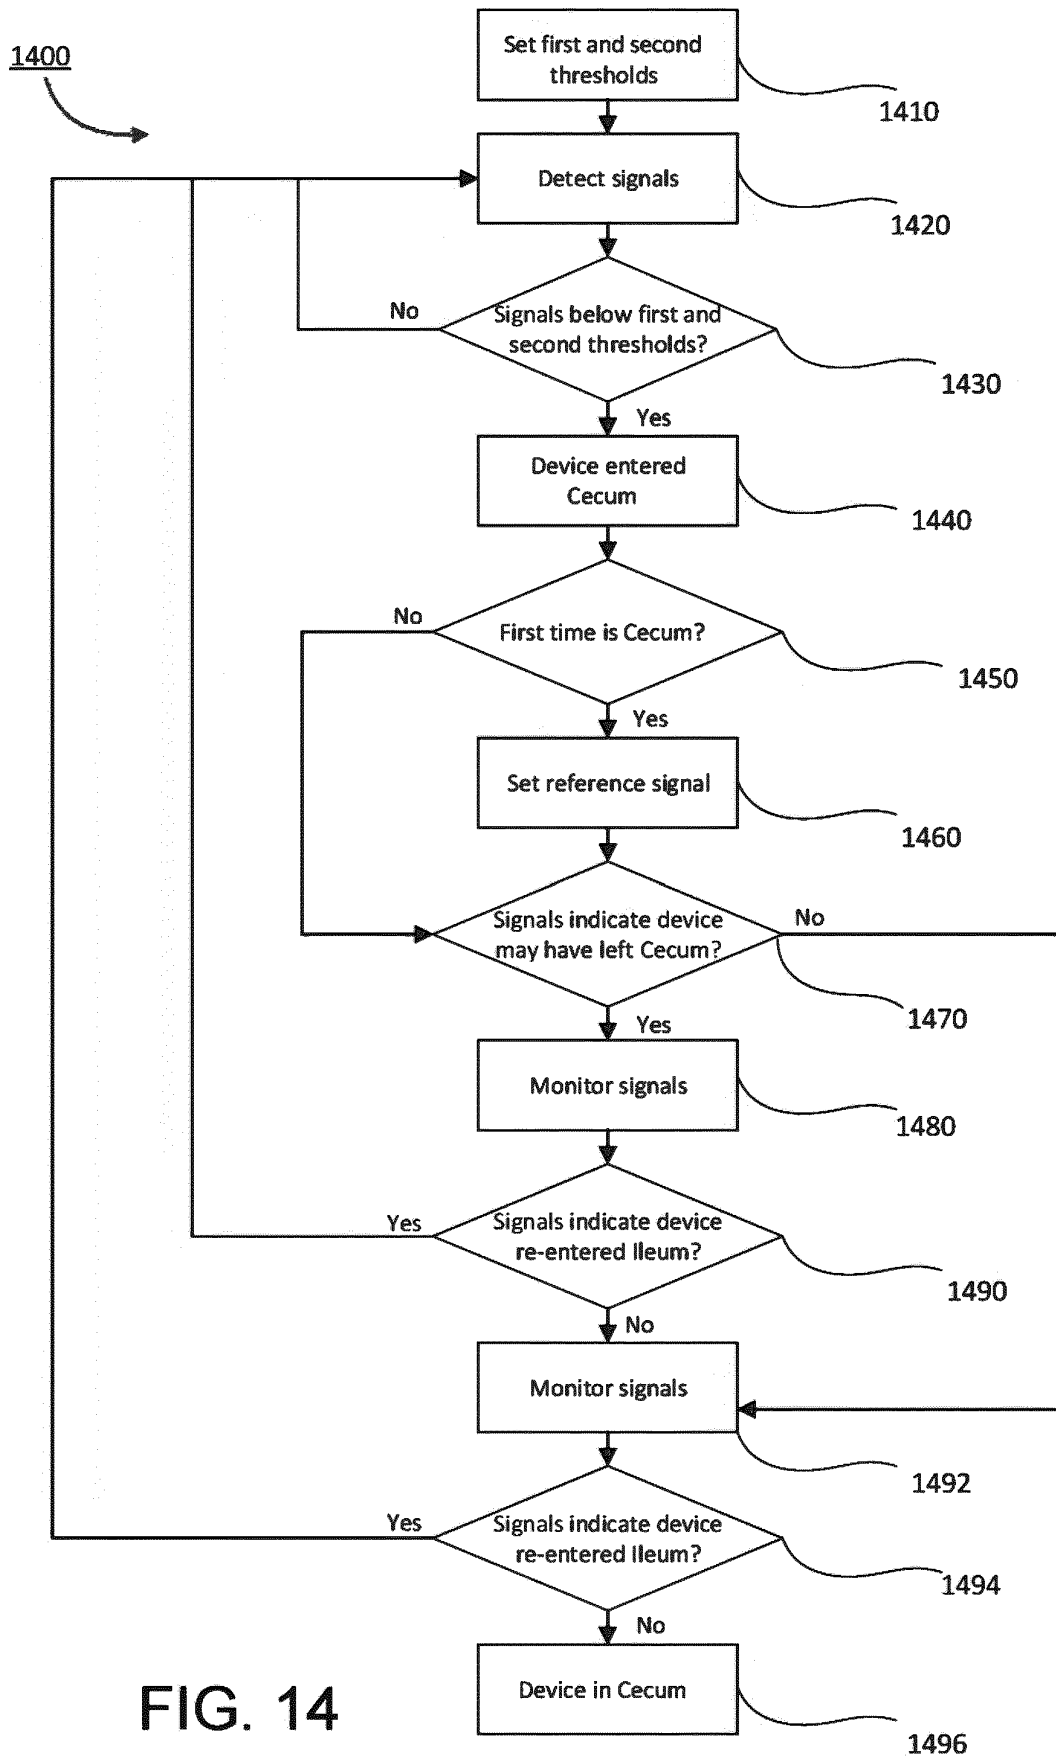 1400
Set first and second
thresholds
1410
Detect signals
1420
No
Signals below first and
second thresholds?
1430
Yes
Device entered
Cecum
1440
No
First time is Cecum?
1450
Yes
Set reference signal
1460
Signals indicate device
may have left Cecum?
No
1470
Yes
Monitor signals
1480
Yes
Signals indicate device
re-entered Ileum?
1490
No
Monitor signals
1492
Yes
Signals indicate device
re-entered Ileum?
1494
No
Device in Cecum
1496
FIG. 14